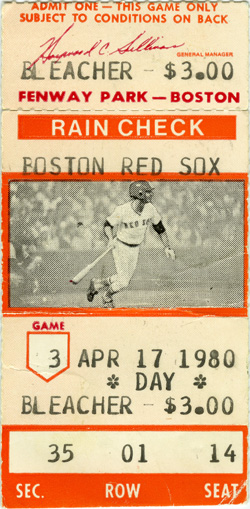 ADMIT ONE — THIS GAME ONLY
SUBJECT TO CONDITIONS ON BACK
Haywood C. Sullivan
GENERAL MANAGER
BLEACHER – $3.00
FENWAY PARK – BOSTON
RAIN CHECK
BOSTON RED SOX
RED SOX
GAME
3 APR 17 1980
* DAY *
BLEACHER – $3.00
35 01 14
SEC. ROW SEAT